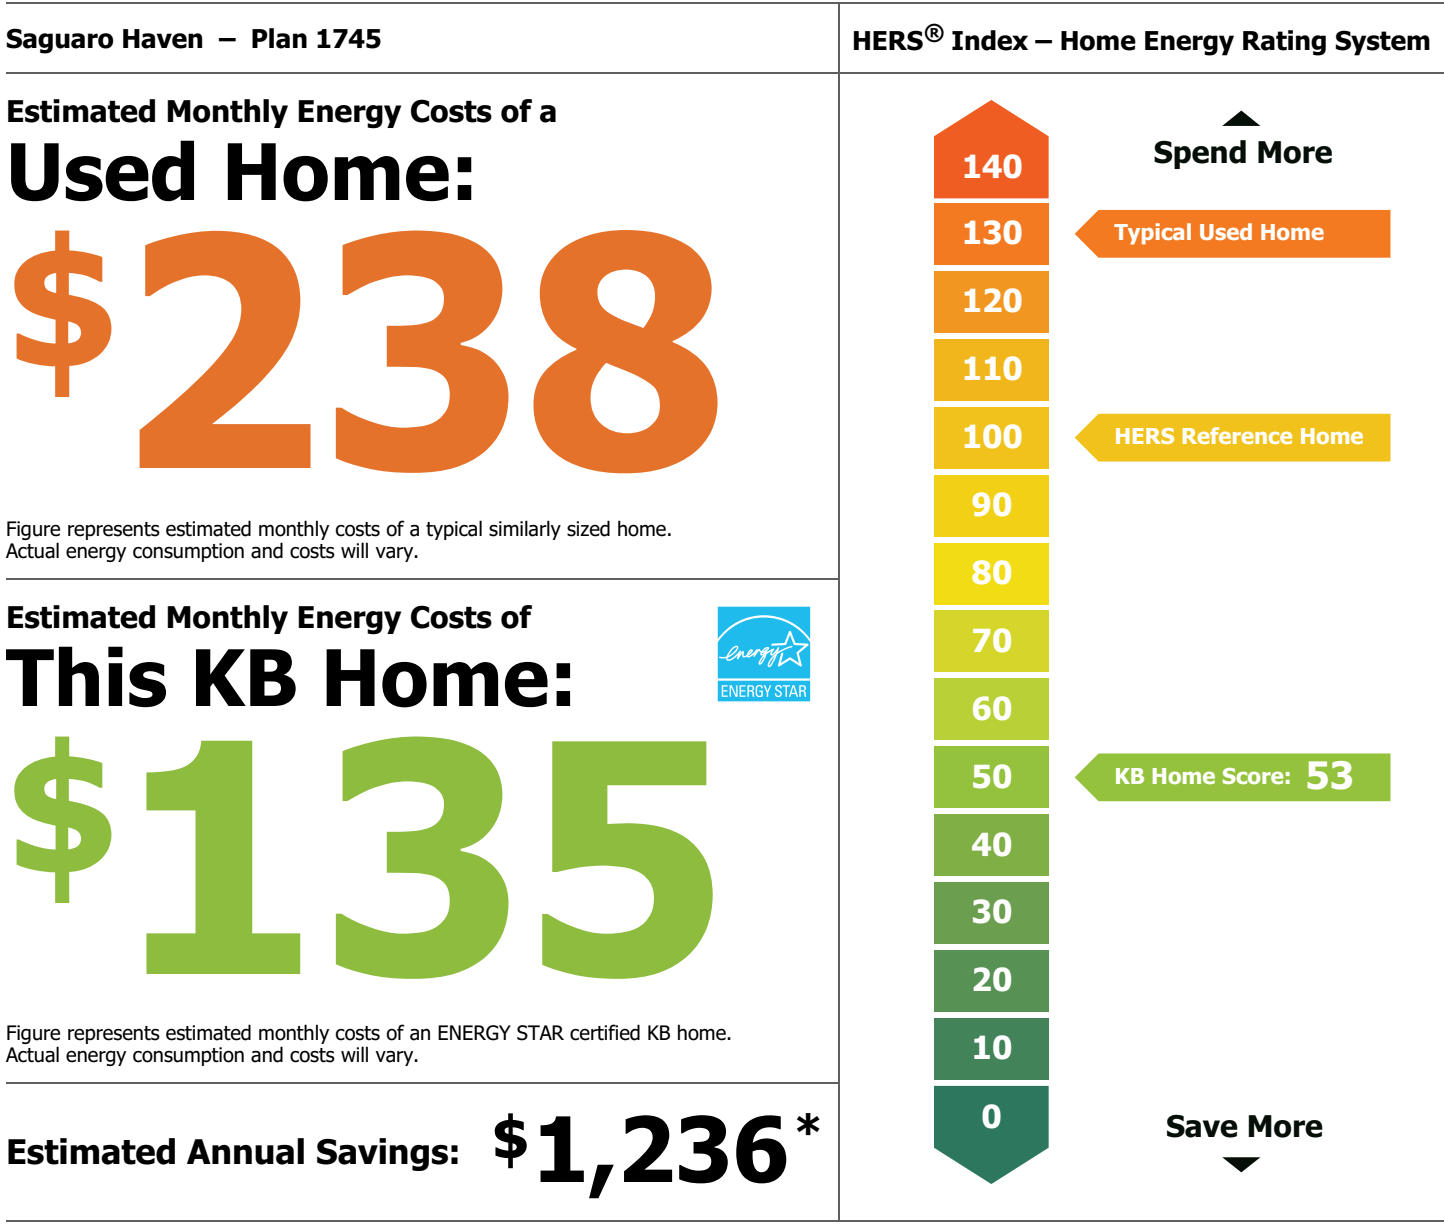 Saguaro Haven – Plan 1745
Estimated Monthly Energy Costs of a
Used Home:
$238
Figure represents estimated monthly costs of a typical similarly sized home.
Actual energy consumption and costs will vary.
Estimated Monthly Energy Costs of
This KB Home:
energy
ENERGY STAR
$135
Figure represents estimated monthly costs of an ENERGY STAR certified KB home.
Actual energy consumption and costs will vary.
Estimated Annual Savings: $1,236*
HERS® Index – Home Energy Rating System
Spend More
140
130 Typical Used Home
120
110
100 HERS Reference Home
90
80
70
60
50 KB Home Score: 53
40
30
20
10
0
Save More